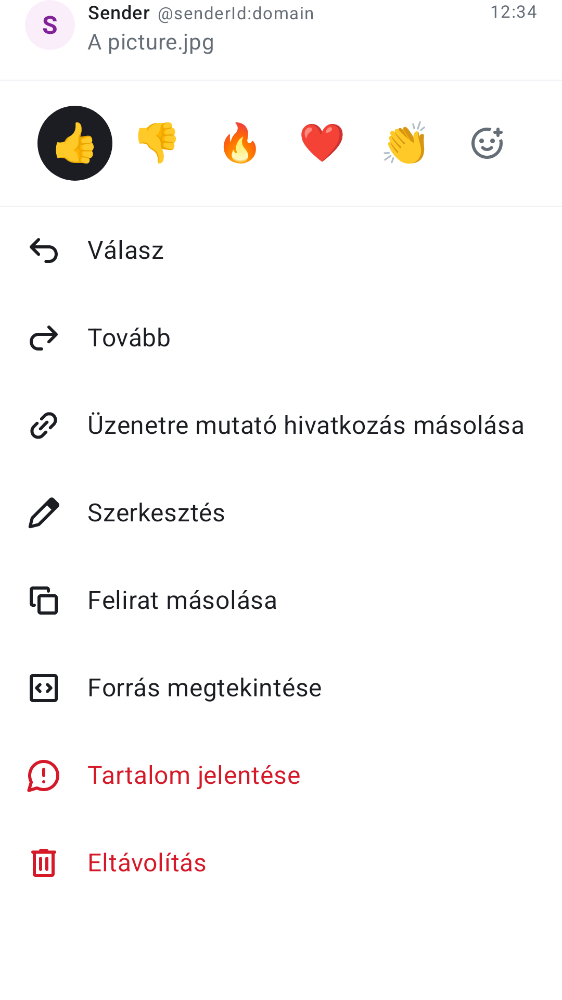 S
Sender @senderId:domain 12:34
A picture.jpg
Válasz
Tovább
Üzenetre mutató hivatkozás másolása
Szerkesztés
Felirat másolása
Forrás megtekintése
Tartalom jelentése
Eltávolítás